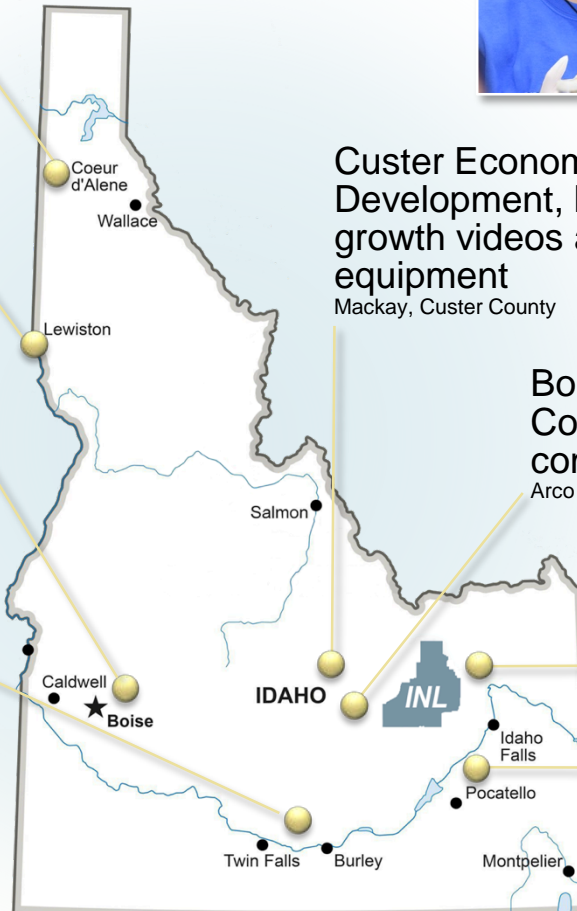 Coeur
d'Alene
Wallace
Custer Econom
Development,
growth videos
equipment
Mackay, Custer County
Lewiston
Bo
Co
con
Arco
Salmon
Caldwell
Boise
IDAHO
INL
Idaho
Falls
Pocatello
Twin Falls
Burley
Montpelier